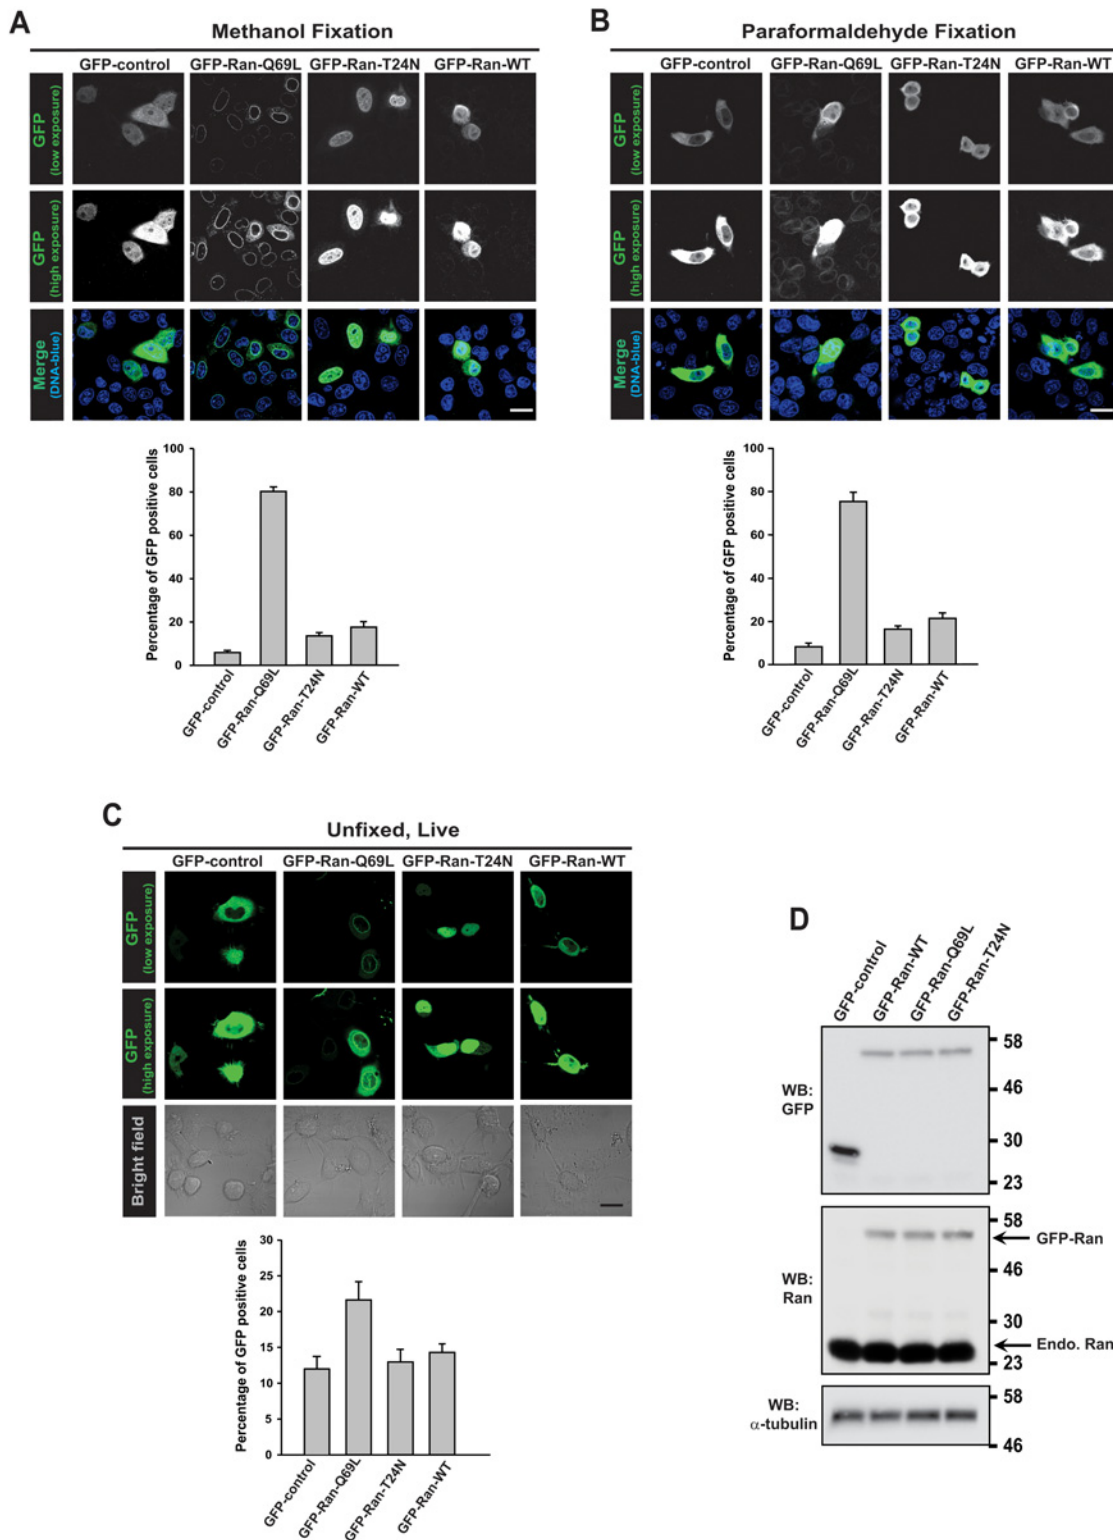 A
Methanol Fixation
GFP-control GFP-Ran-Q69L GFP-Ran-T24N GFP-Ran-WT
GFP
(low exposure)
GFP
(high exposure)
Merge
(DNA-blue)
100
80
60
40
20
0
Percentage of GFP positive cells
GFP-control
GFP-Ran-Q69L
GFP-Ran-T24N
GFP-Ran-WT
B
Paraformaldehyde Fixation
GFP-control GFP-Ran-Q69L GFP-Ran-T24N GFP-Ran-WT
GFP
(low exposure)
GFP
(high exposure)
Merge
(DNA-blue)
100
80
60
40
20
0
Percentage of GFP positive cells
GFP-control
GFP-Ran-Q69L
GFP-Ran-T24N
GFP-Ran-WT
C
Unfixed, Live
GFP-control GFP-Ran-Q69L GFP-Ran-T24N GFP-Ran-WT
GFP
(low exposure)
GFP
(high exposure)
Bright field
30
25
20
15
10
5
0
Percentage of GFP positive cells
GFP-control
GFP-Ran-Q69L
GFP-Ran-T24N
GFP-Ran-WT
D
GFP-control
GFP-Ran-WT
GFP-Ran-Q69L
GFP-Ran-T24N
WB:
GFP
58
46
30
23
WB:
Ran
58
46
30
23
GFP-Ran
Endo. Ran
WB:
α-tubulin
58
46